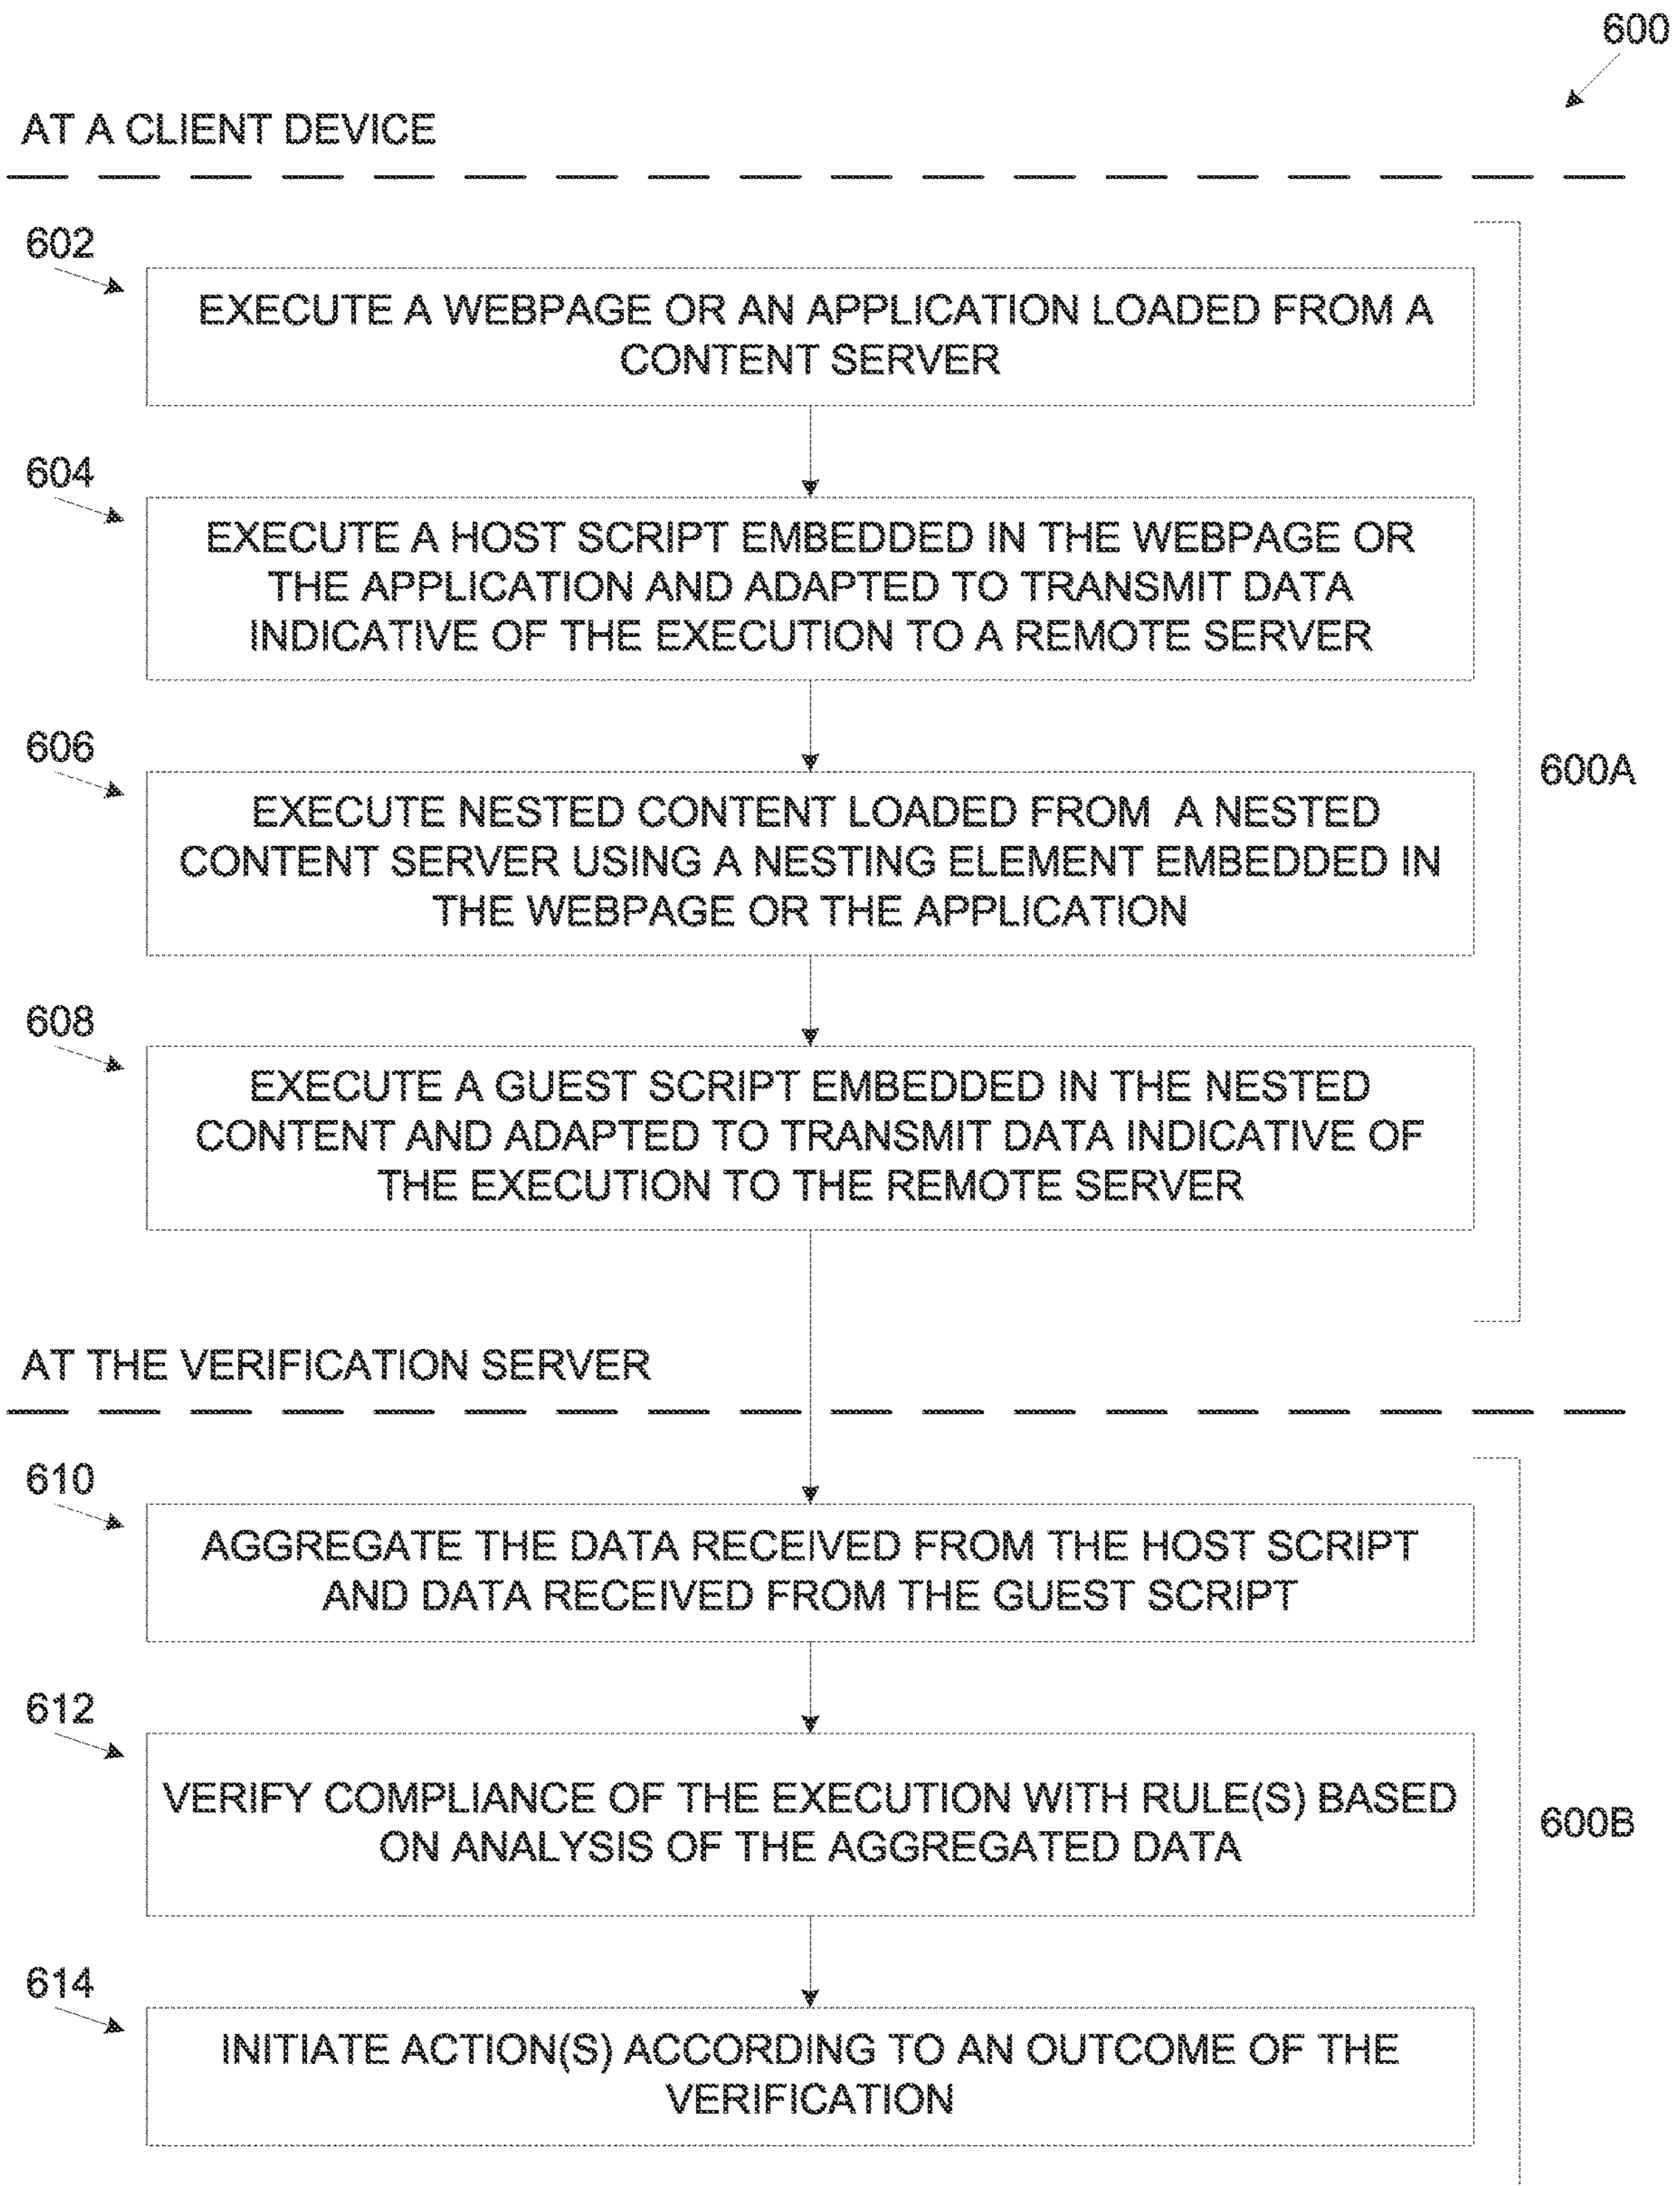 600
AT A CLIENT DEVICE
602
EXECUTE A WEBPAGE OR AN APPLICATION LOADED FROM A
CONTENT SERVER
604
EXECUTE A HOST SCRIPT EMBEDDED IN THE WEBPAGE OR
THE APPLICATION AND ADAPTED TO TRANSMIT DATA
INDICATIVE OF THE EXECUTION TO A REMOTE SERVER
606
600A
EXECUTE NESTED CONTENT LOADED FROM A NESTED
CONTENT SERVER USING A NESTING ELEMENT EMBEDDED IN
THE WEBPAGE OR THE APPLICATION
608
EXECUTE A GUEST SCRIPT EMBEDDED IN THE NESTED
CONTENT AND ADAPTED TO TRANSMIT DATA INDICATIVE OF
THE EXECUTION TO THE REMOTE SERVER
AT THE VERIFICATION SERVER
610
AGGREGATE THE DATA RECEIVED FROM THE HOST SCRIPT
AND DATA RECEIVED FROM THE GUEST SCRIPT
612
VERIFY COMPLIANCE OF THE EXECUTION WITH RULE(S) BASED
ON ANALYSIS OF THE AGGREGATED DATA
600B
614
INITIATE ACTION(S) ACCORDING TO AN OUTCOME OF THE
VERIFICATION